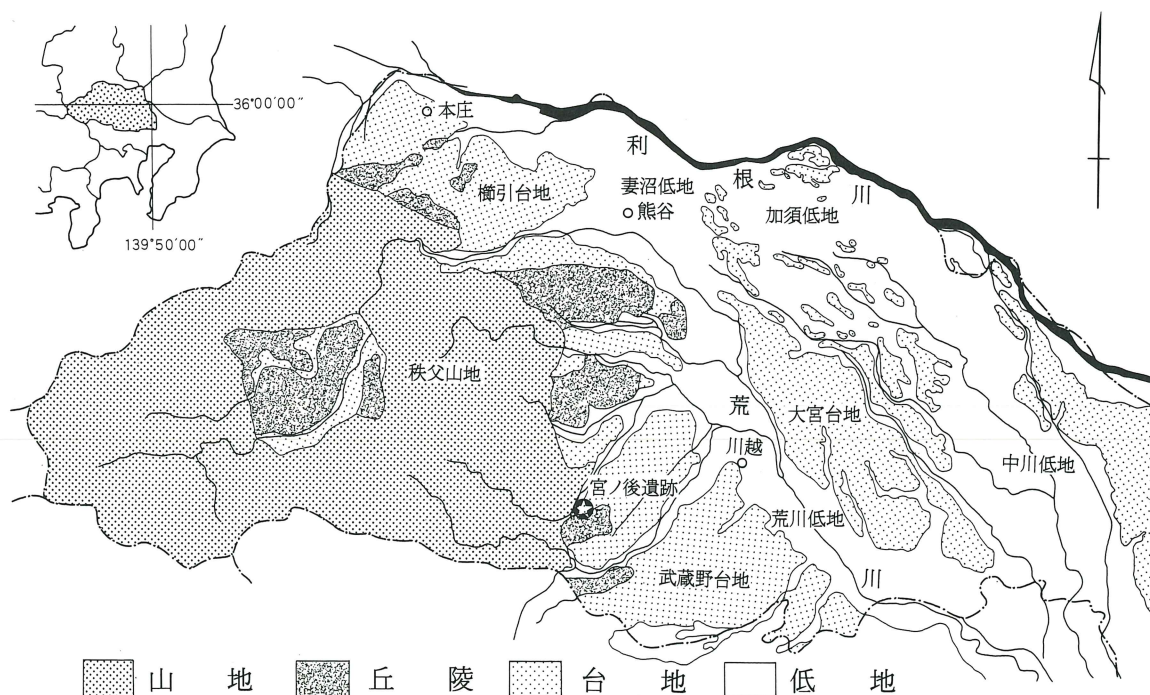 36°00′00″
139°50′00″
本庄
利根川
妻沼低地
櫛引台地
熊谷
加須低地
秩父山地
荒川
大宮台地
川越
中川低地
宮ノ後遺跡
荒川低地
武蔵野台地
山地
丘陵
台地
低地